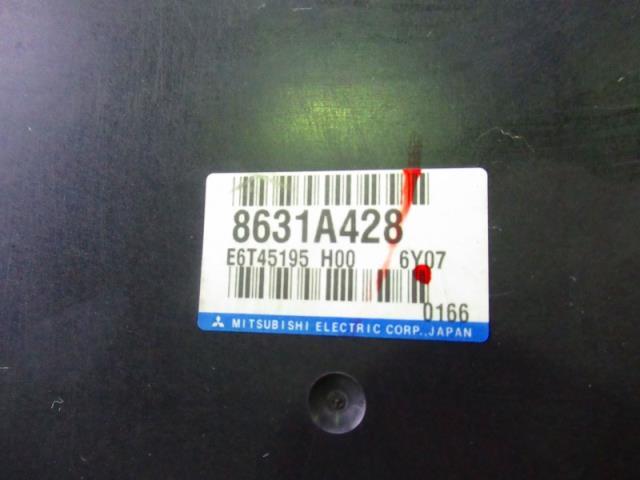 8631A428
E6T45195 H00 6Y07
0166
MITSUBISHI ELECTRIC CORP.,JAPAN